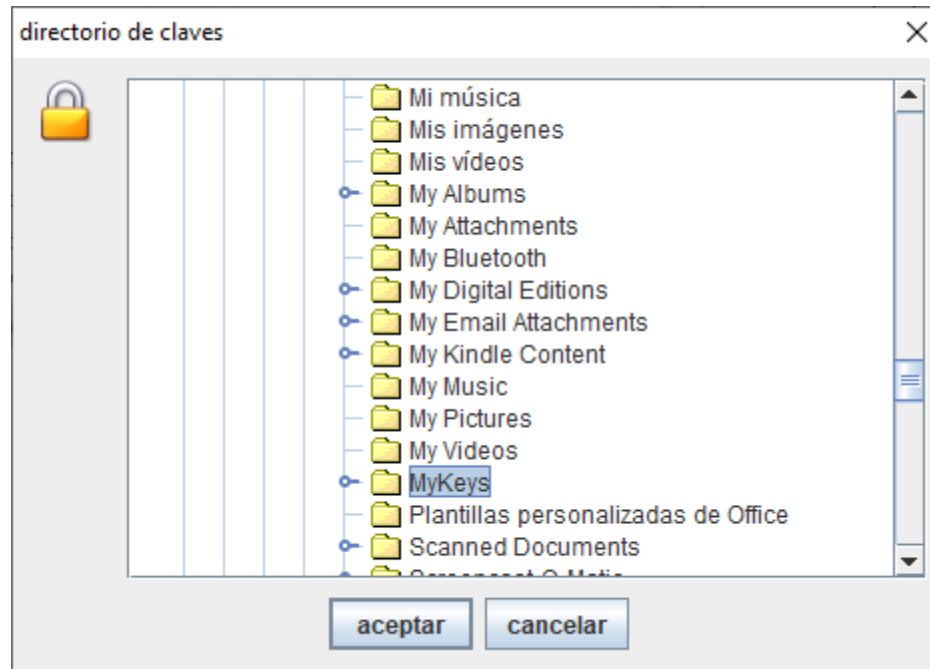 directorio de claves
Mi música
Mis imágenes
Mis vídeos
My Albums
My Attachments
My Bluetooth
My Digital Editions
My Email Attachments
My Kindle Content
My Music
My Pictures
My Videos
MyKeys
Plantillas personalizadas de Office
Scanned Documents
aceptar cancelar